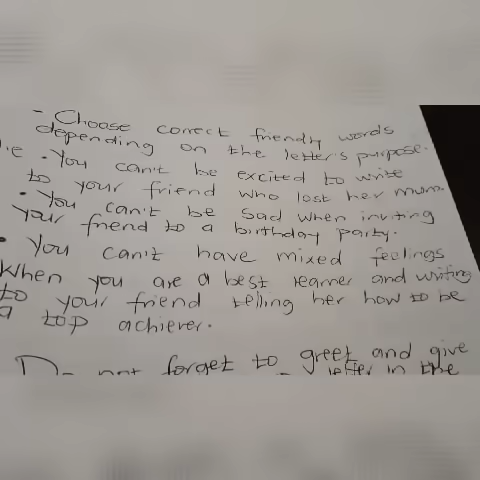 - Choose correct friendly words
depending on the letter's purpose.
i.e • You can't be excited to write
to your friend who lost her mum.
• You can't be sad when inviting
your friend to a birthday party.
• You can't have mixed feelings
when you are a best learner and writing
to your friend telling her how to be
a top achiever.
Do not forget to greet and give
letter in the